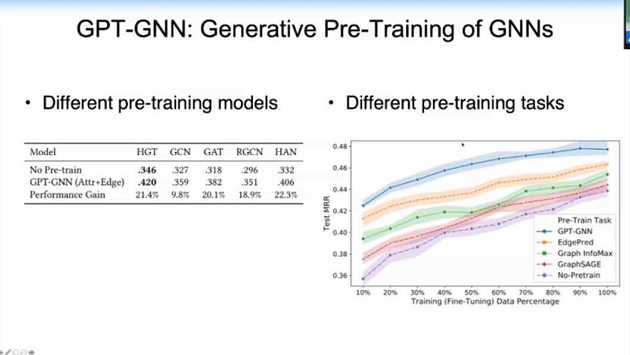 GPT-GNN: Generative Pre-Training of GNNs
• Different pre-training models
Model HGT GCN GAT RGCN HAN
No Pre-train .346 .327 .318 .296 .332
GPT-GNN (Attr+Edge) .420 .359 .382 .351 .406
Performance Gain 21.4% 9.8% 20.1% 18.9% 22.3%
• Different pre-training tasks
0.48
0.46
0.44
0.42
0.40
0.38
0.36
Test MRR
Pre-Train Task
GPT-GNN
EdgePred
Graph InfoMax
GraphSAGE
No-Pretrain
10% 20% 30% 40% 50% 60% 70% 80% 90% 100%
Training (Fine-Tuning) Data Percentage